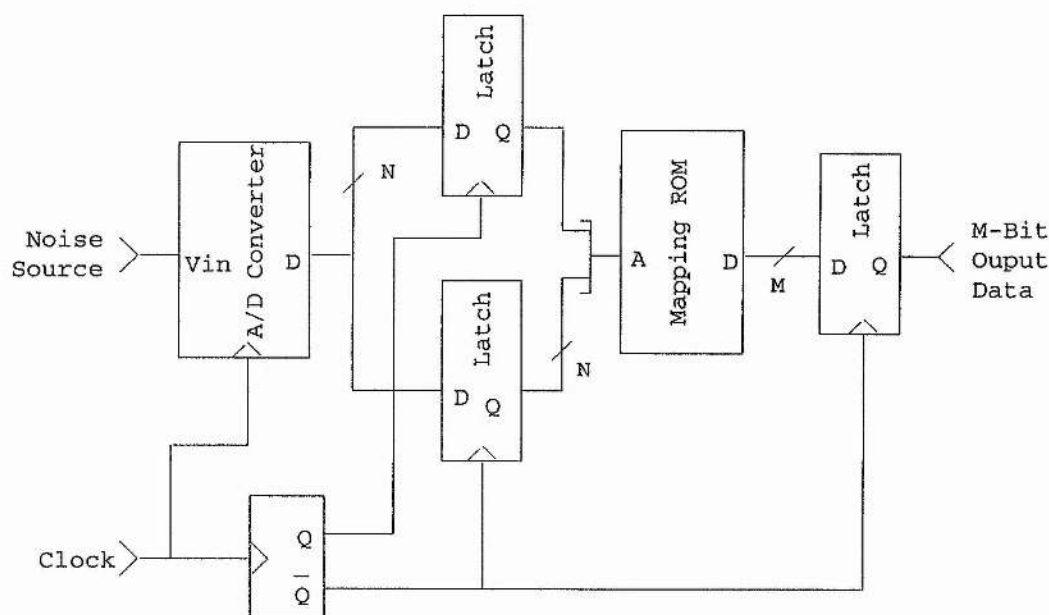 Latch
D Q
N
A/D Converter
Noise
Source
Vin D
Mapping ROM
A D
M
Latch
D Q
M-Bit
Ouput
Data
Latch
D Q
N
Clock
Q
Q